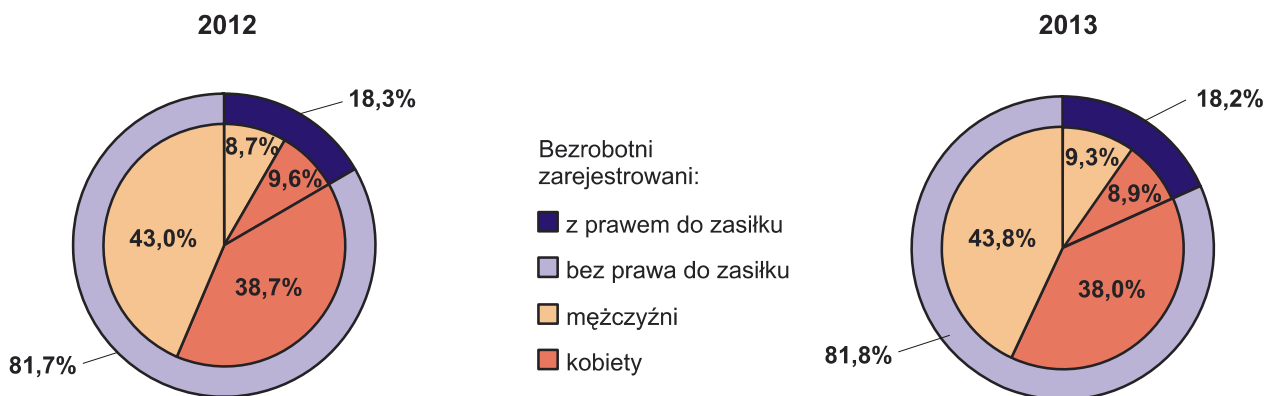 2012
18,3%
8,7%
9,6%
43,0%
38,7%
81,7%
Bezrobotni
zarejestrowani:
z prawem do zasiłku
bez prawa do zasiłku
mężczyźni
kobiety
2013
18,2%
9,3%
8,9%
43,8%
38,0%
81,8%